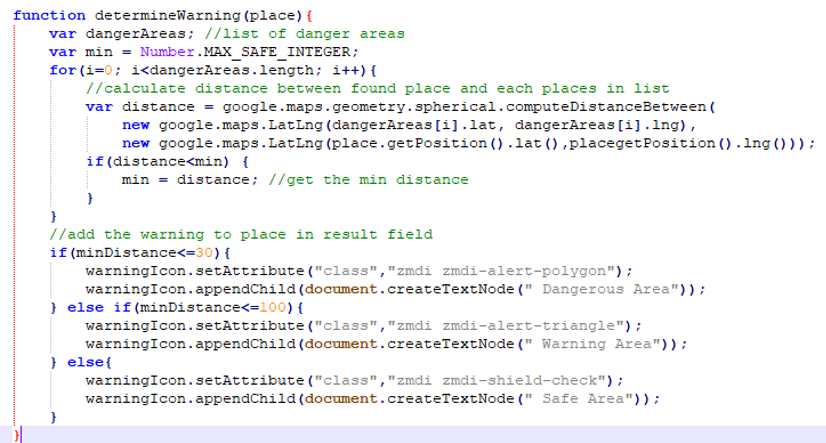 function determineWarning(place){
var dangerAreas; //list of danger areas
var min = Number.MAX_SAFE_INTEGER;
for(i=0; i<dangerAreas.length; i++){
//calculate distance between found place and each places in list
var distance = google.maps.geometry.spherical.computeDistanceBetween(
new google.maps.LatLng(dangerAreas[i].lat, dangerAreas[i].lng),
new google.maps.LatLng(place.getPosition().lat(),placegetPosition().lng()));
if(distance<min) {
min = distance; //get the min distance
}
}
//add the warning to place in result field
if(minDistance<=30){
warningIcon.setAttribute("class","zmdi zmdi-alert-polygon");
warningIcon.appendChild(document.createTextNode(" Dangerous Area"));
} else if(minDistance<=100){
warningIcon.setAttribute("class","zmdi zmdi-alert-triangle");
warningIcon.appendChild(document.createTextNode(" Warning Area"));
} else{
warningIcon.setAttribute("class","zmdi zmdi-shield-check");
warningIcon.appendChild(document.createTextNode(" Safe Area"));
}
}